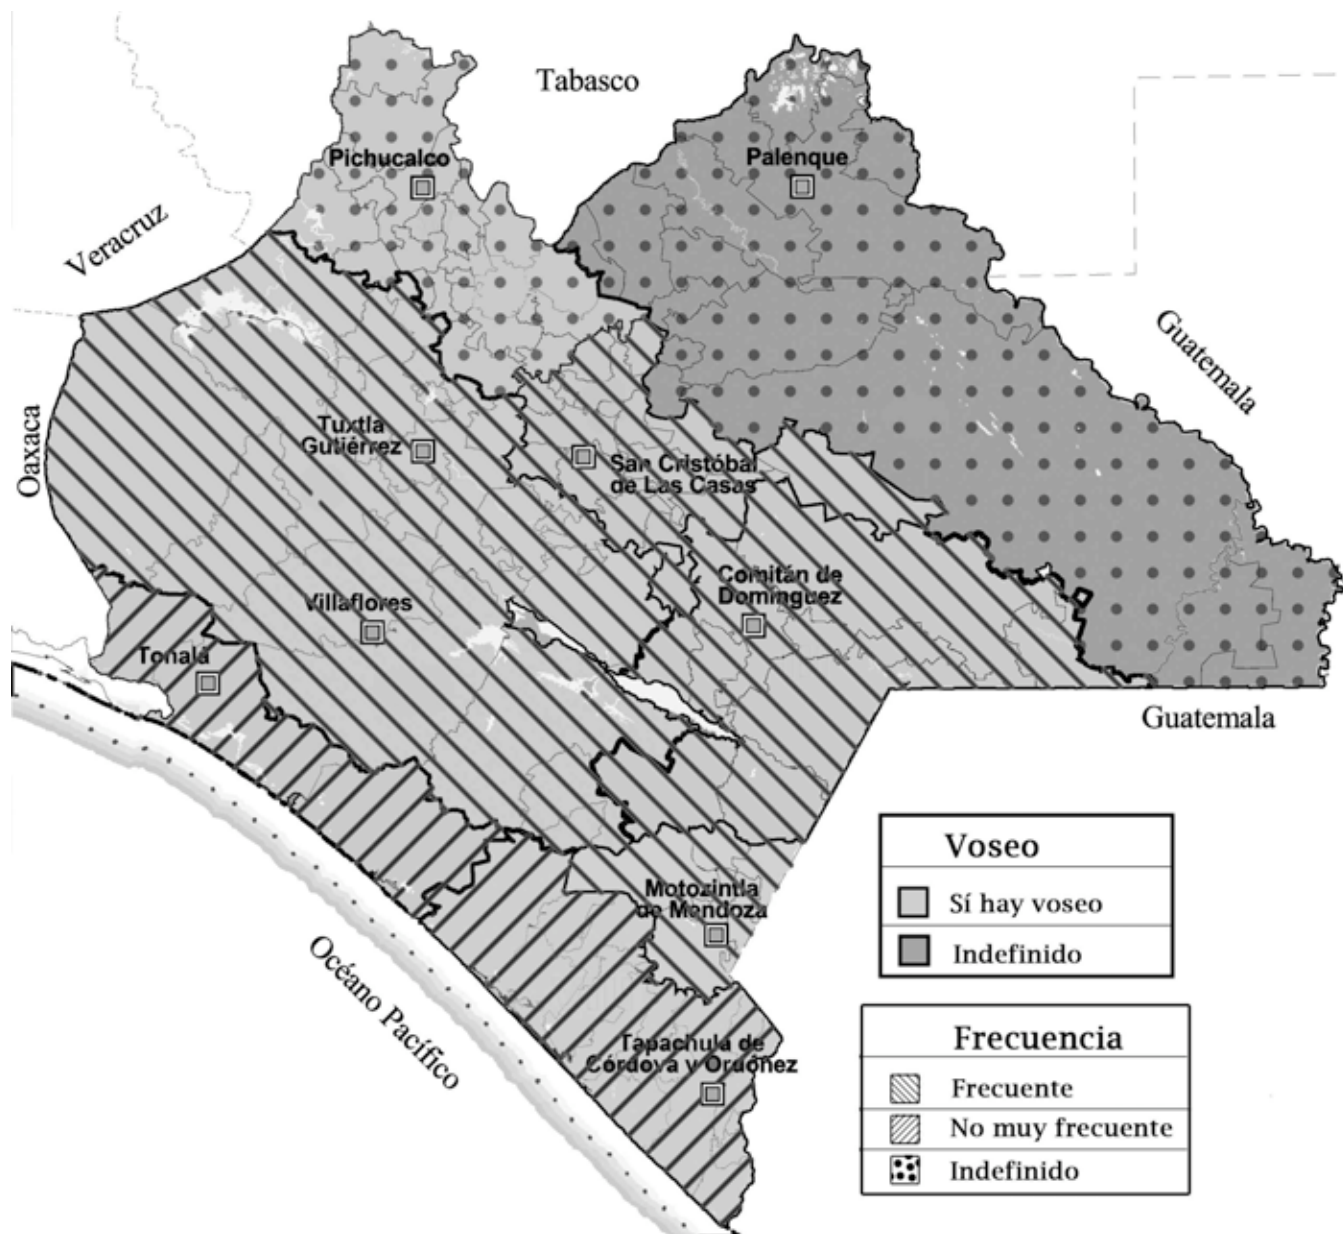 Tabasco
Pichucalco
Palenque
Veracruz
Guatemala
Oaxaca
Tuxtla
Gutiérrez
San Cristóbal
de Las Casas
Comitán de
Domínguez
Villaflores
Tonalá
Guatemala
Motozintla
de Mendoza
Océano Pacífico
Tapachula de
Córdova y Ordóñez
Voseo
Sí hay voseo
Indefinido
Frecuencia
Frecuente
No muy frecuente
Indefinido